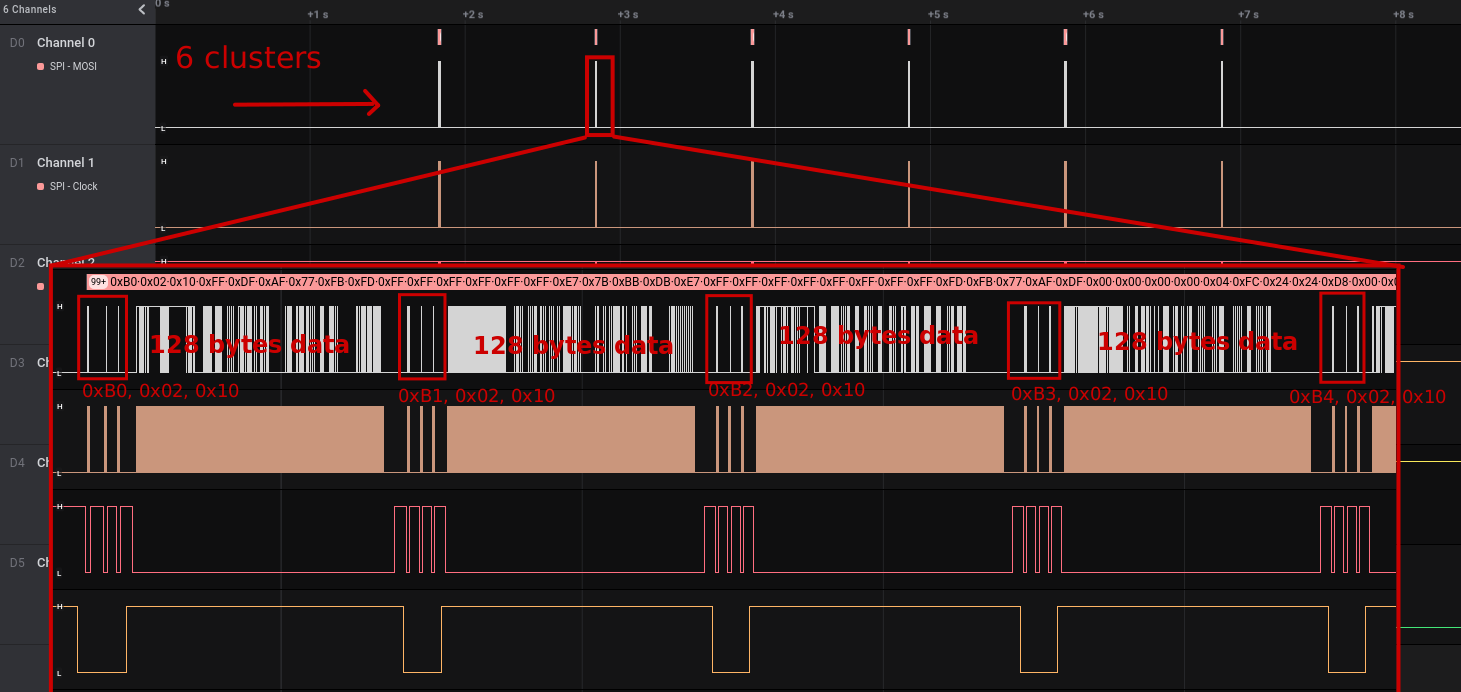 6 Channels
0 s
+1 s
+2 s
+3 s
+4 s
+5 s
+6 s
+7 s
+8 s
D0 Channel 0
SPI - MOSI
H
L
6 clusters
D1 Channel 1
SPI - Clock
H
L
D2 Channel 2
H
99+ 0xB0·0x02·0x10·0xFF·0xDF·0xAF·0x77·0xFB·0xFD·0xFF·0xFF·0xFF·0xFF·0xFF·0xFF·0xFF·0xE7·0x7B·0xBB·0xDB·0xE7·0xFF·0xFF·0xFF·0xFF·0xFF·0xFF·0xFF·0xFD·0xFB·0x77·0xAF·0xDF·0x00·0x00·0x00·0x00·0x04·0xFC·0x24·0x24·0xD8·0x00
H
L
128 bytes data
128 bytes data
128 bytes data
128 bytes data
D3 Ch
0xB0, 0x02, 0x10
0xB1, 0x02, 0x10
0xB2, 0x02, 0x10
0xB3, 0x02, 0x10
0xB4, 0x02, 0x10
H
L
D4 Ch
H
L
D5 Ch
H
L